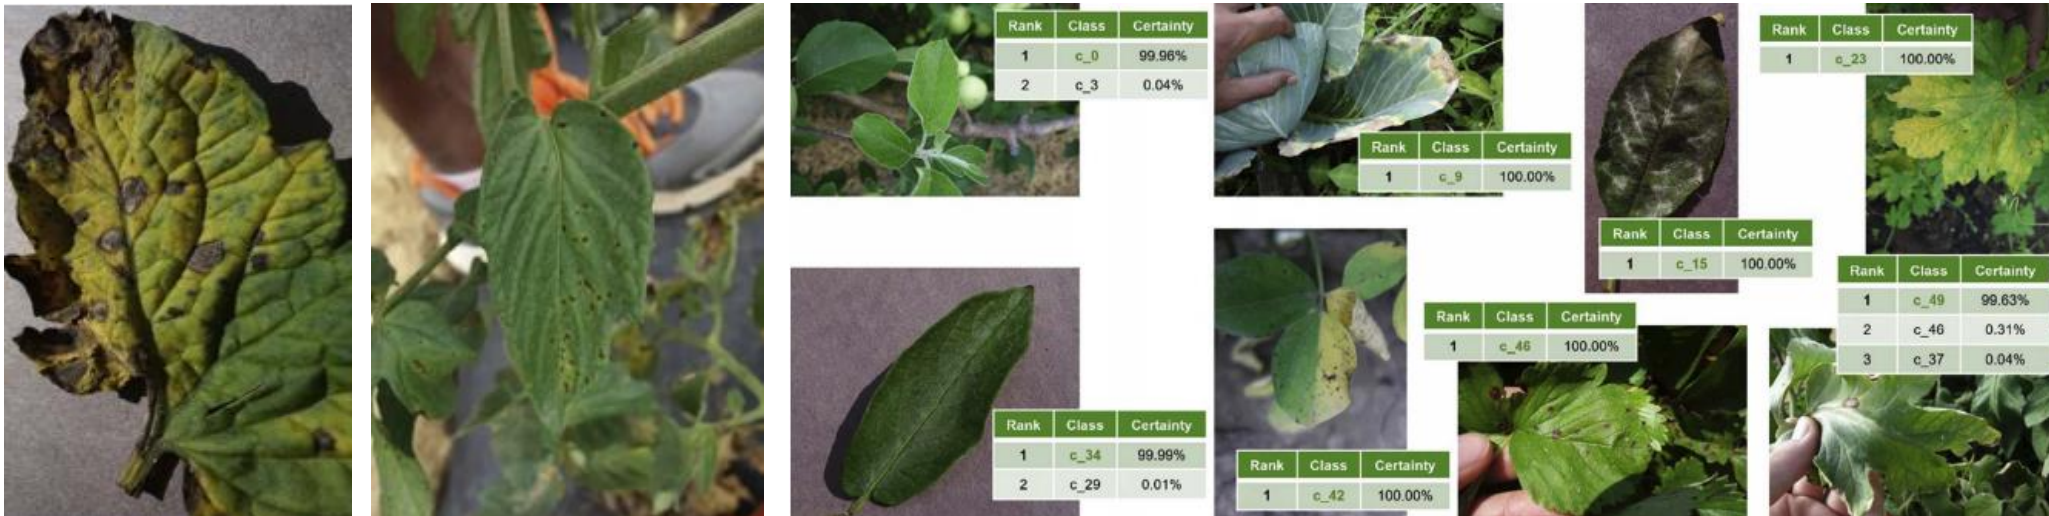 Rank Class Certainty
1 c_0 99.96%
2 c_3 0.04%
Rank Class Certainty
1 c_9 100.00%
Rank Class Certainty
1 c_23 100.00%
Rank Class Certainty
1 c_15 100.00%
Rank Class Certainty
1 c_49 99.63%
2 c_46 0.31%
3 c_37 0.04%
Rank Class Certainty
1 c_46 100.00%
Rank Class Certainty
1 c_34 99.99%
2 c_29 0.01%
Rank Class Certainty
1 c_42 100.00%